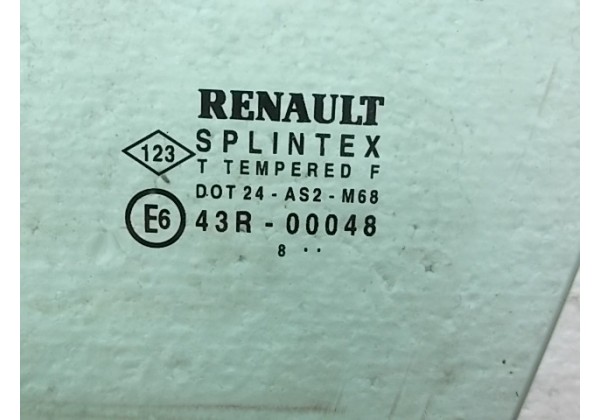 RENAULT
SPLINTEX
123
T TEMPERED F
DOT 24 - AS2 - M68
E6 43R - 00048
8 ··